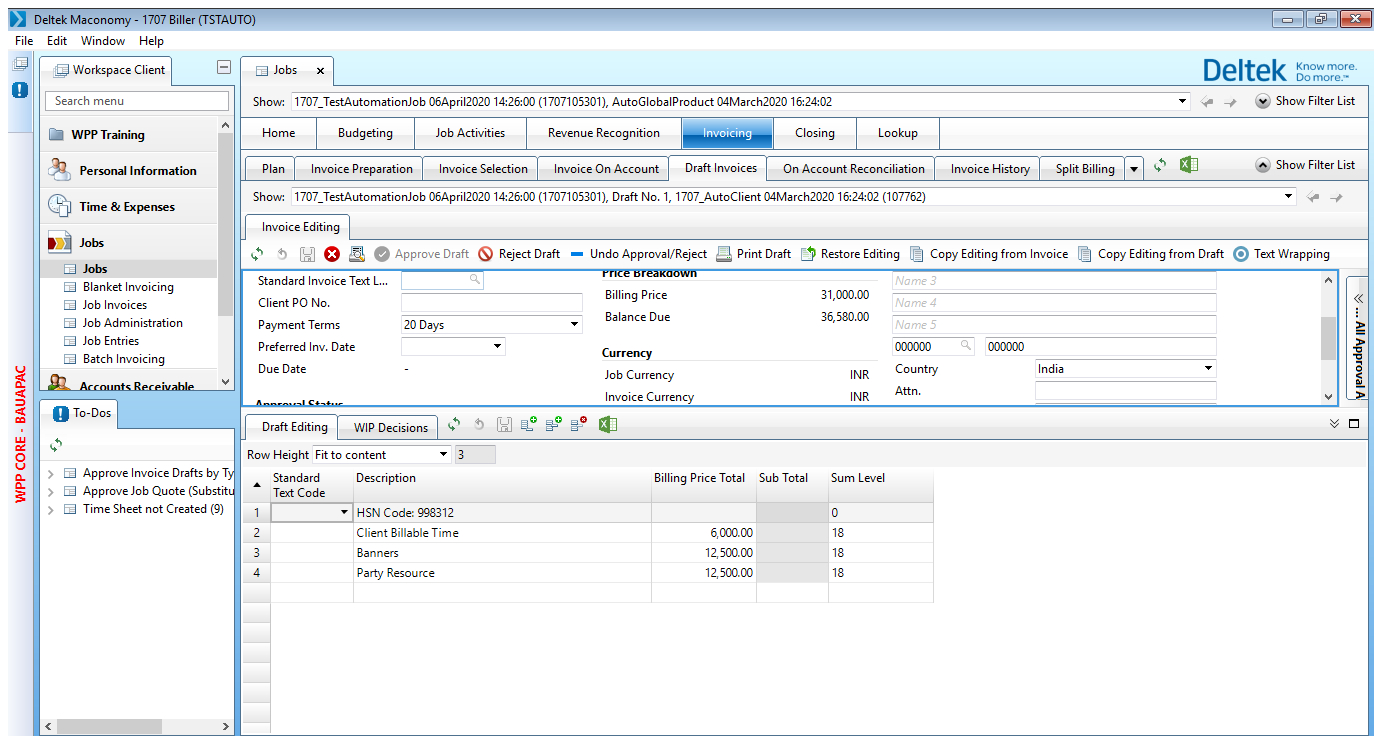 Deltek Maconomy - 1707 Biller (TSTAUTO)
File Edit Window Help
Workspace Client
Jobs x
Deltek Know more.
Do more.™
Search menu
Show: 1707_TestAutomationJob 06April2020 14:26:00 (1707105301), AutoGlobalProduct 04March2020 16:24:02
Show Filter List
WPP Training
Home Budgeting Job Activities Revenue Recognition Invoicing Closing Lookup
Personal Information
Plan Invoice Preparation Invoice Selection Invoice On Account Draft Invoices On Account Reconciliation Invoice History Split Billing
Show Filter List
Show: 1707_TestAutomationJob 06April2020 14:26:00 (1707105301), Draft No. 1, 1707_AutoClient 04March2020 16:24:02 (107762)
Time & Expenses
Invoice Editing
Jobs
Approve Draft Reject Draft Undo Approval/Reject Print Draft Restore Editing Copy Editing from Invoice Copy Editing from Draft Text Wrapping
Jobs
Blanket Invoicing
Job Invoices
Job Administration
Job Entries
Batch Invoicing
Accounts Receivable
Standard Invoice Text L...
Client PO No.
Payment Terms 20 Days
Preferred Inv. Date
Due Date -
Approval Status
Price Breakdown
Billing Price 31,000.00
Balance Due 36,580.00
Currency
Job Currency INR
Invoice Currency INR
Name 3
Name 4
Name 5
000000 000000
Country India
Attn.
« ... All Approval A
WPP CORE - BAUAPAC
To-Dos
Approve Invoice Drafts by Ty
Approve Job Quote (Substitu
Time Sheet not Created (9)
Draft Editing WIP Decisions
Row Height Fit to content 3
Standard
Text Code Description Billing Price Total Sub Total Sum Level
1 HSN Code: 998312 0
2 Client Billable Time 6,000.00 18
3 Banners 12,500.00 18
4 Party Resource 12,500.00 18